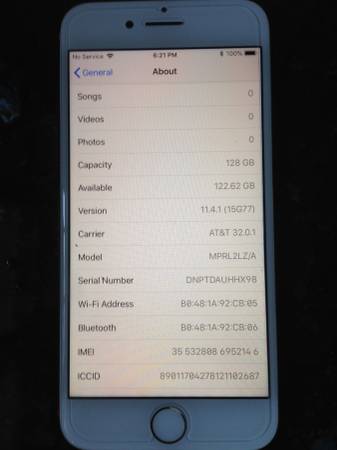 No Service 6:21 PM 100%
General About
Songs 0
Videos 0
Photos 0
Capacity 128 GB
Available 122.62 GB
Version 11.4.1 (15G77)
Carrier AT&T 32.0.1
Model MPRL2LZ/A
Serial Number DNPTDAUHHX98
Wi-Fi Address B0:48:1A:92:CB:05
Bluetooth B0:48:1A:92:CB:06
IMEI 35 532808 695214 6
ICCID 89011704278121102687